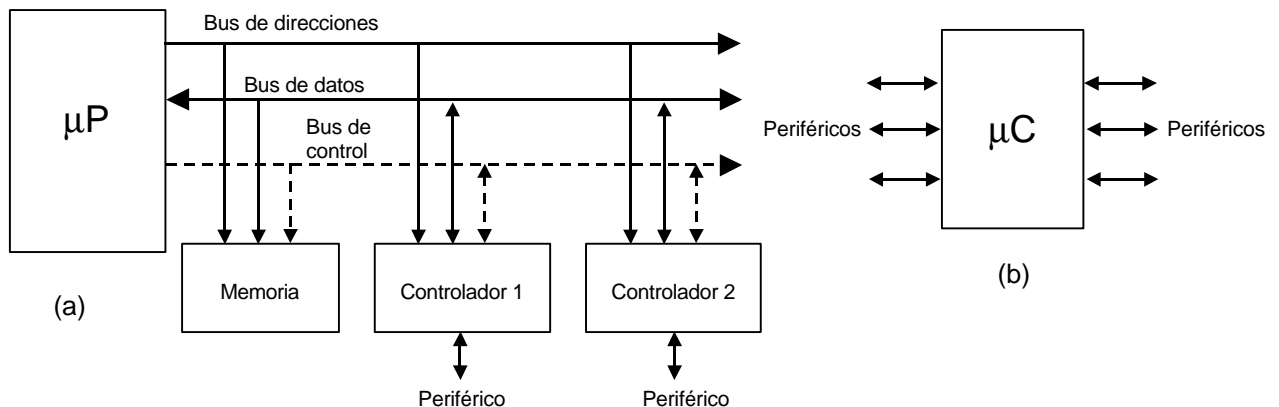 Bus de direcciones
Bus de datos
μP
Bus de
control
Memoria
Controlador 1
Controlador 2
(a)
Periférico
Periférico
μC
Periféricos
Periféricos
(b)